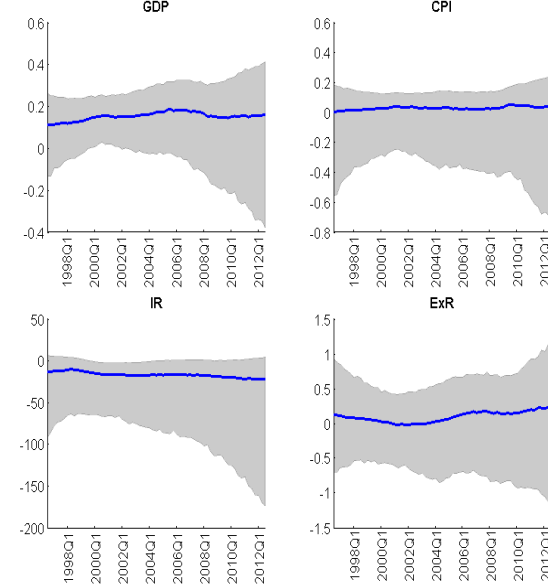 GDP
0.6
0.4
0.2
0
-0.2
-0.4
1998Q1
2000Q1
2002Q1
2004Q1
2006Q1
2008Q1
2010Q1
2012Q1
CPI
0.6
0.4
0.2
0
-0.2
-0.4
-0.6
-0.8
1998Q1
2000Q1
2002Q1
2004Q1
2006Q1
2008Q1
2010Q1
2012Q1
IR
50
0
-50
-100
-150
-200
1998Q1
2000Q1
2002Q1
2004Q1
2006Q1
2008Q1
2010Q1
2012Q1
ExR
1.5
1
0.5
0
-0.5
-1
-1.5
1998Q1
2000Q1
2002Q1
2004Q1
2006Q1
2008Q1
2010Q1
2012Q1